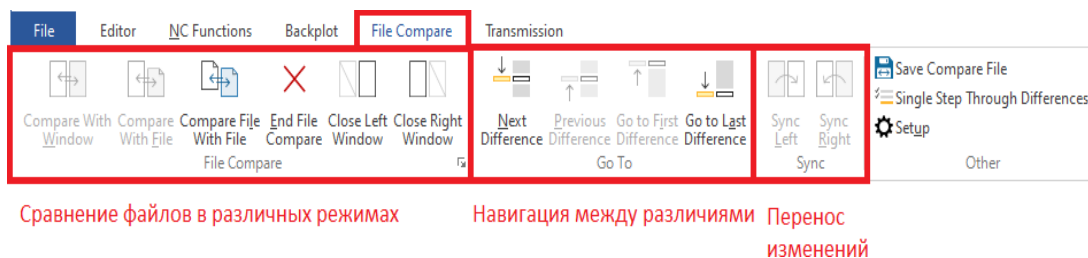 File Editor NC Functions Backplot File Compare Transmission
Compare With Window
Compare With File
Compare File With File
End File Compare
Close Left Window
Close Right Window
File Compare
Next Difference
Previous Difference
Go to First Difference
Go to Last Difference
Go To
Sync Left
Sync Right
Sync
Save Compare File
Single Step Through Differences
Setup
Other
Сравнение файлов в различных режимах
Навигация между различиями
Перенос
изменений